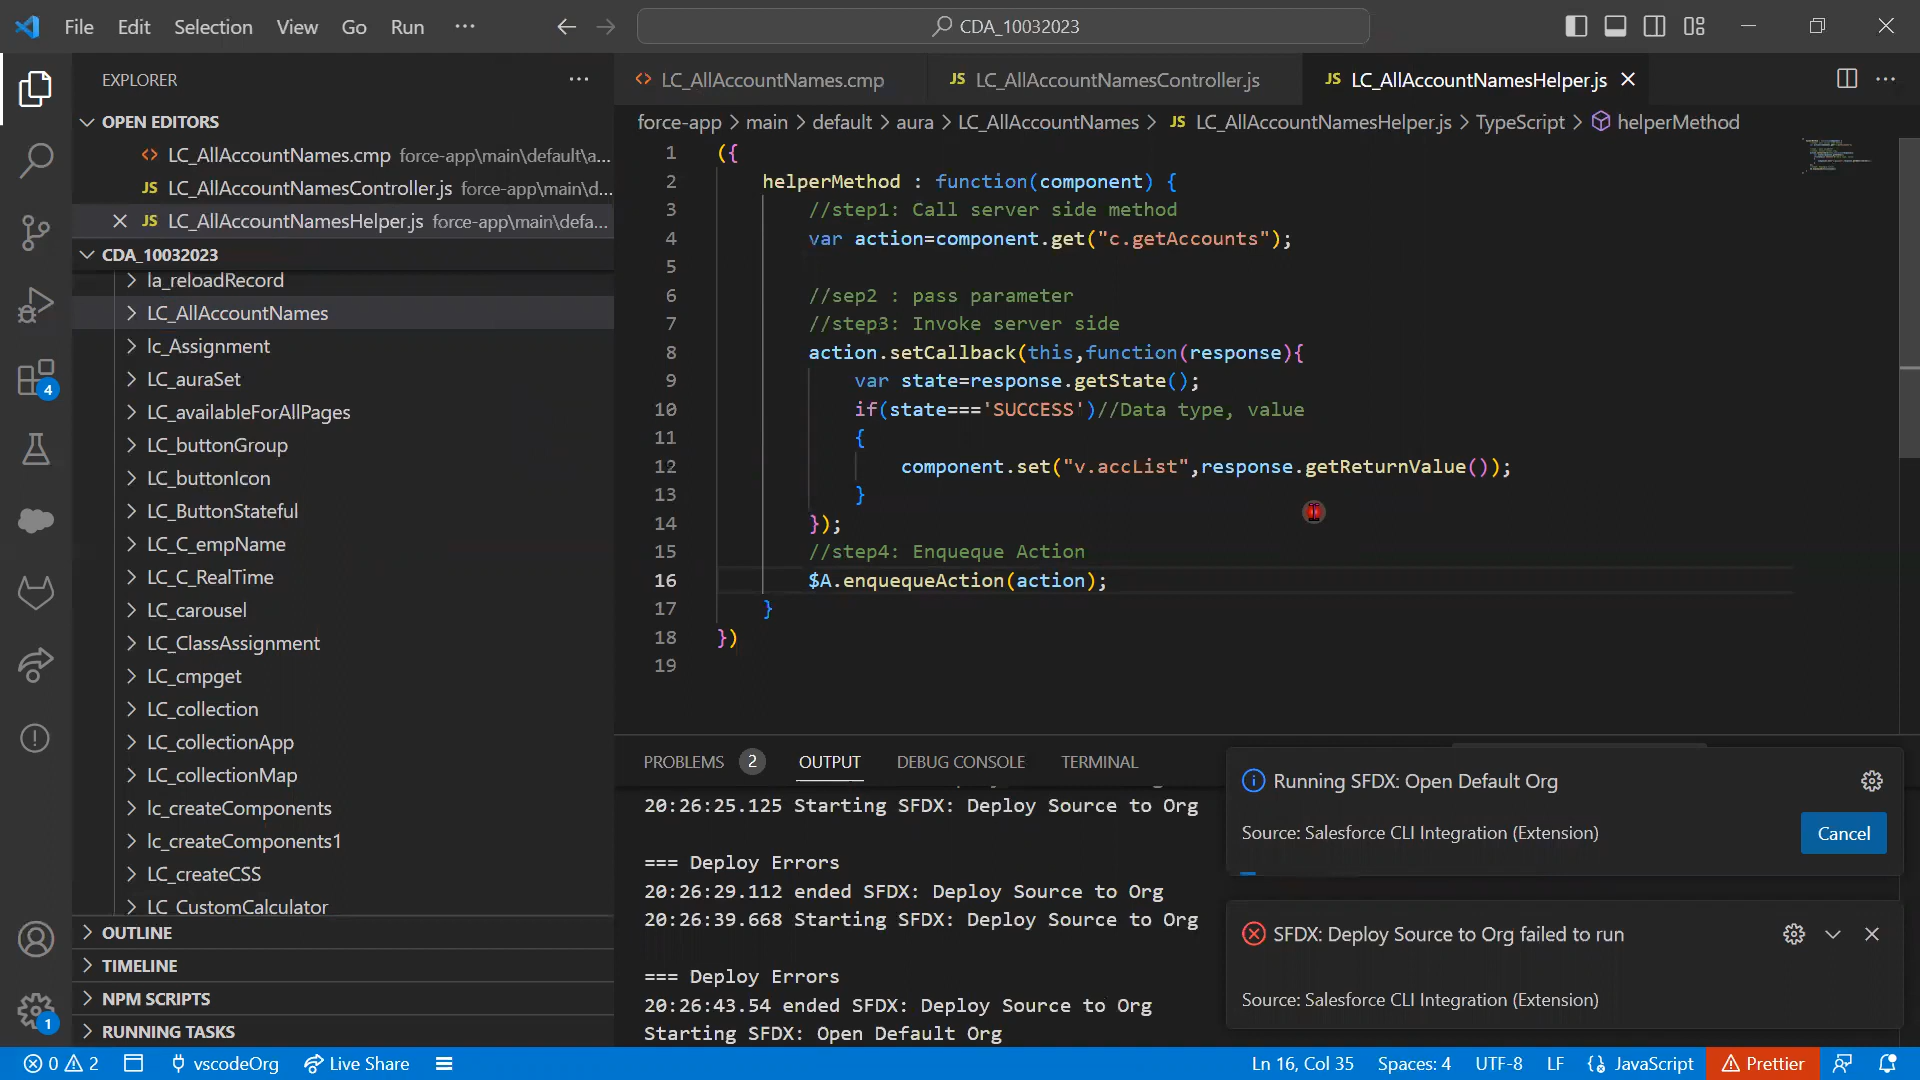 File Edit Selection View Go Run ··· CDA_10032023
EXPLORER ···
OPEN EDITORS
LC_AllAccountNames.cmp force-app\main\default\a...
LC_AllAccountNamesController.js force-app\main\d...
LC_AllAccountNamesHelper.js force-app\main\defa...
CDA_10032023
la_reloadRecord
LC_AllAccountNames
lc_Assignment
LC_auraSet
LC_availableForAllPages
LC_buttonGroup
LC_buttonIcon
LC_ButtonStateful
LC_C_empName
LC_C_RealTime
LC_carousel
LC_ClassAssignment
LC_cmpget
LC_collection
LC_collectionApp
LC_collectionMap
lc_createComponents
lc_createComponents1
LC_createCSS
LC_CustomCalculator
OUTLINE
TIMELINE
NPM SCRIPTS
RUNNING TASKS
4
1
LC_AllAccountNames.cmp JS LC_AllAccountNamesController.js JS LC_AllAccountNamesHelper.js
force-app > main > default > aura > LC_AllAccountNames > JS LC_AllAccountNamesHelper.js > TypeScript > helperMethod
1 ({
2 helperMethod : function(component) {
3 //step1: Call server side method
4 var action=component.get("c.getAccounts");
5
6 //sep2 : pass parameter
7 //step3: Invoke server side
8 action.setCallback(this,function(response){
9 var state=response.getState();
10 if(state==='SUCCESS')//Data type, value
11 {
12 component.set("v.accList",response.getReturnValue());
13 }
14 });
15 //step4: Enqueque Action
16 $A.enquequeAction(action);
17 }
18 })
19
PROBLEMS 2 OUTPUT DEBUG CONSOLE TERMINAL
20:26:25.125 Starting SFDX: Deploy Source to Org
=== Deploy Errors
20:26:29.112 ended SFDX: Deploy Source to Org
20:26:39.668 Starting SFDX: Deploy Source to Org
=== Deploy Errors
20:26:43.54 ended SFDX: Deploy Source to Org
Starting SFDX: Open Default Org
Running SFDX: Open Default Org
Source: Salesforce CLI Integration (Extension)
Cancel
SFDX: Deploy Source to Org failed to run
Source: Salesforce CLI Integration (Extension)
0 2 vscodeOrg Live Share Ln 16, Col 35 Spaces: 4 UTF-8 LF JavaScript Prettier